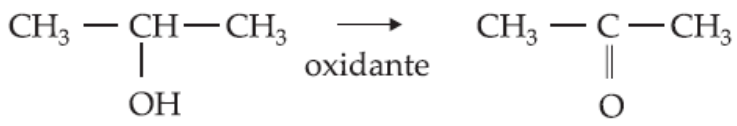 CH₃ — CH — CH₃ ⟶ CH₃ — C — CH₃
| oxidante ||
OH O